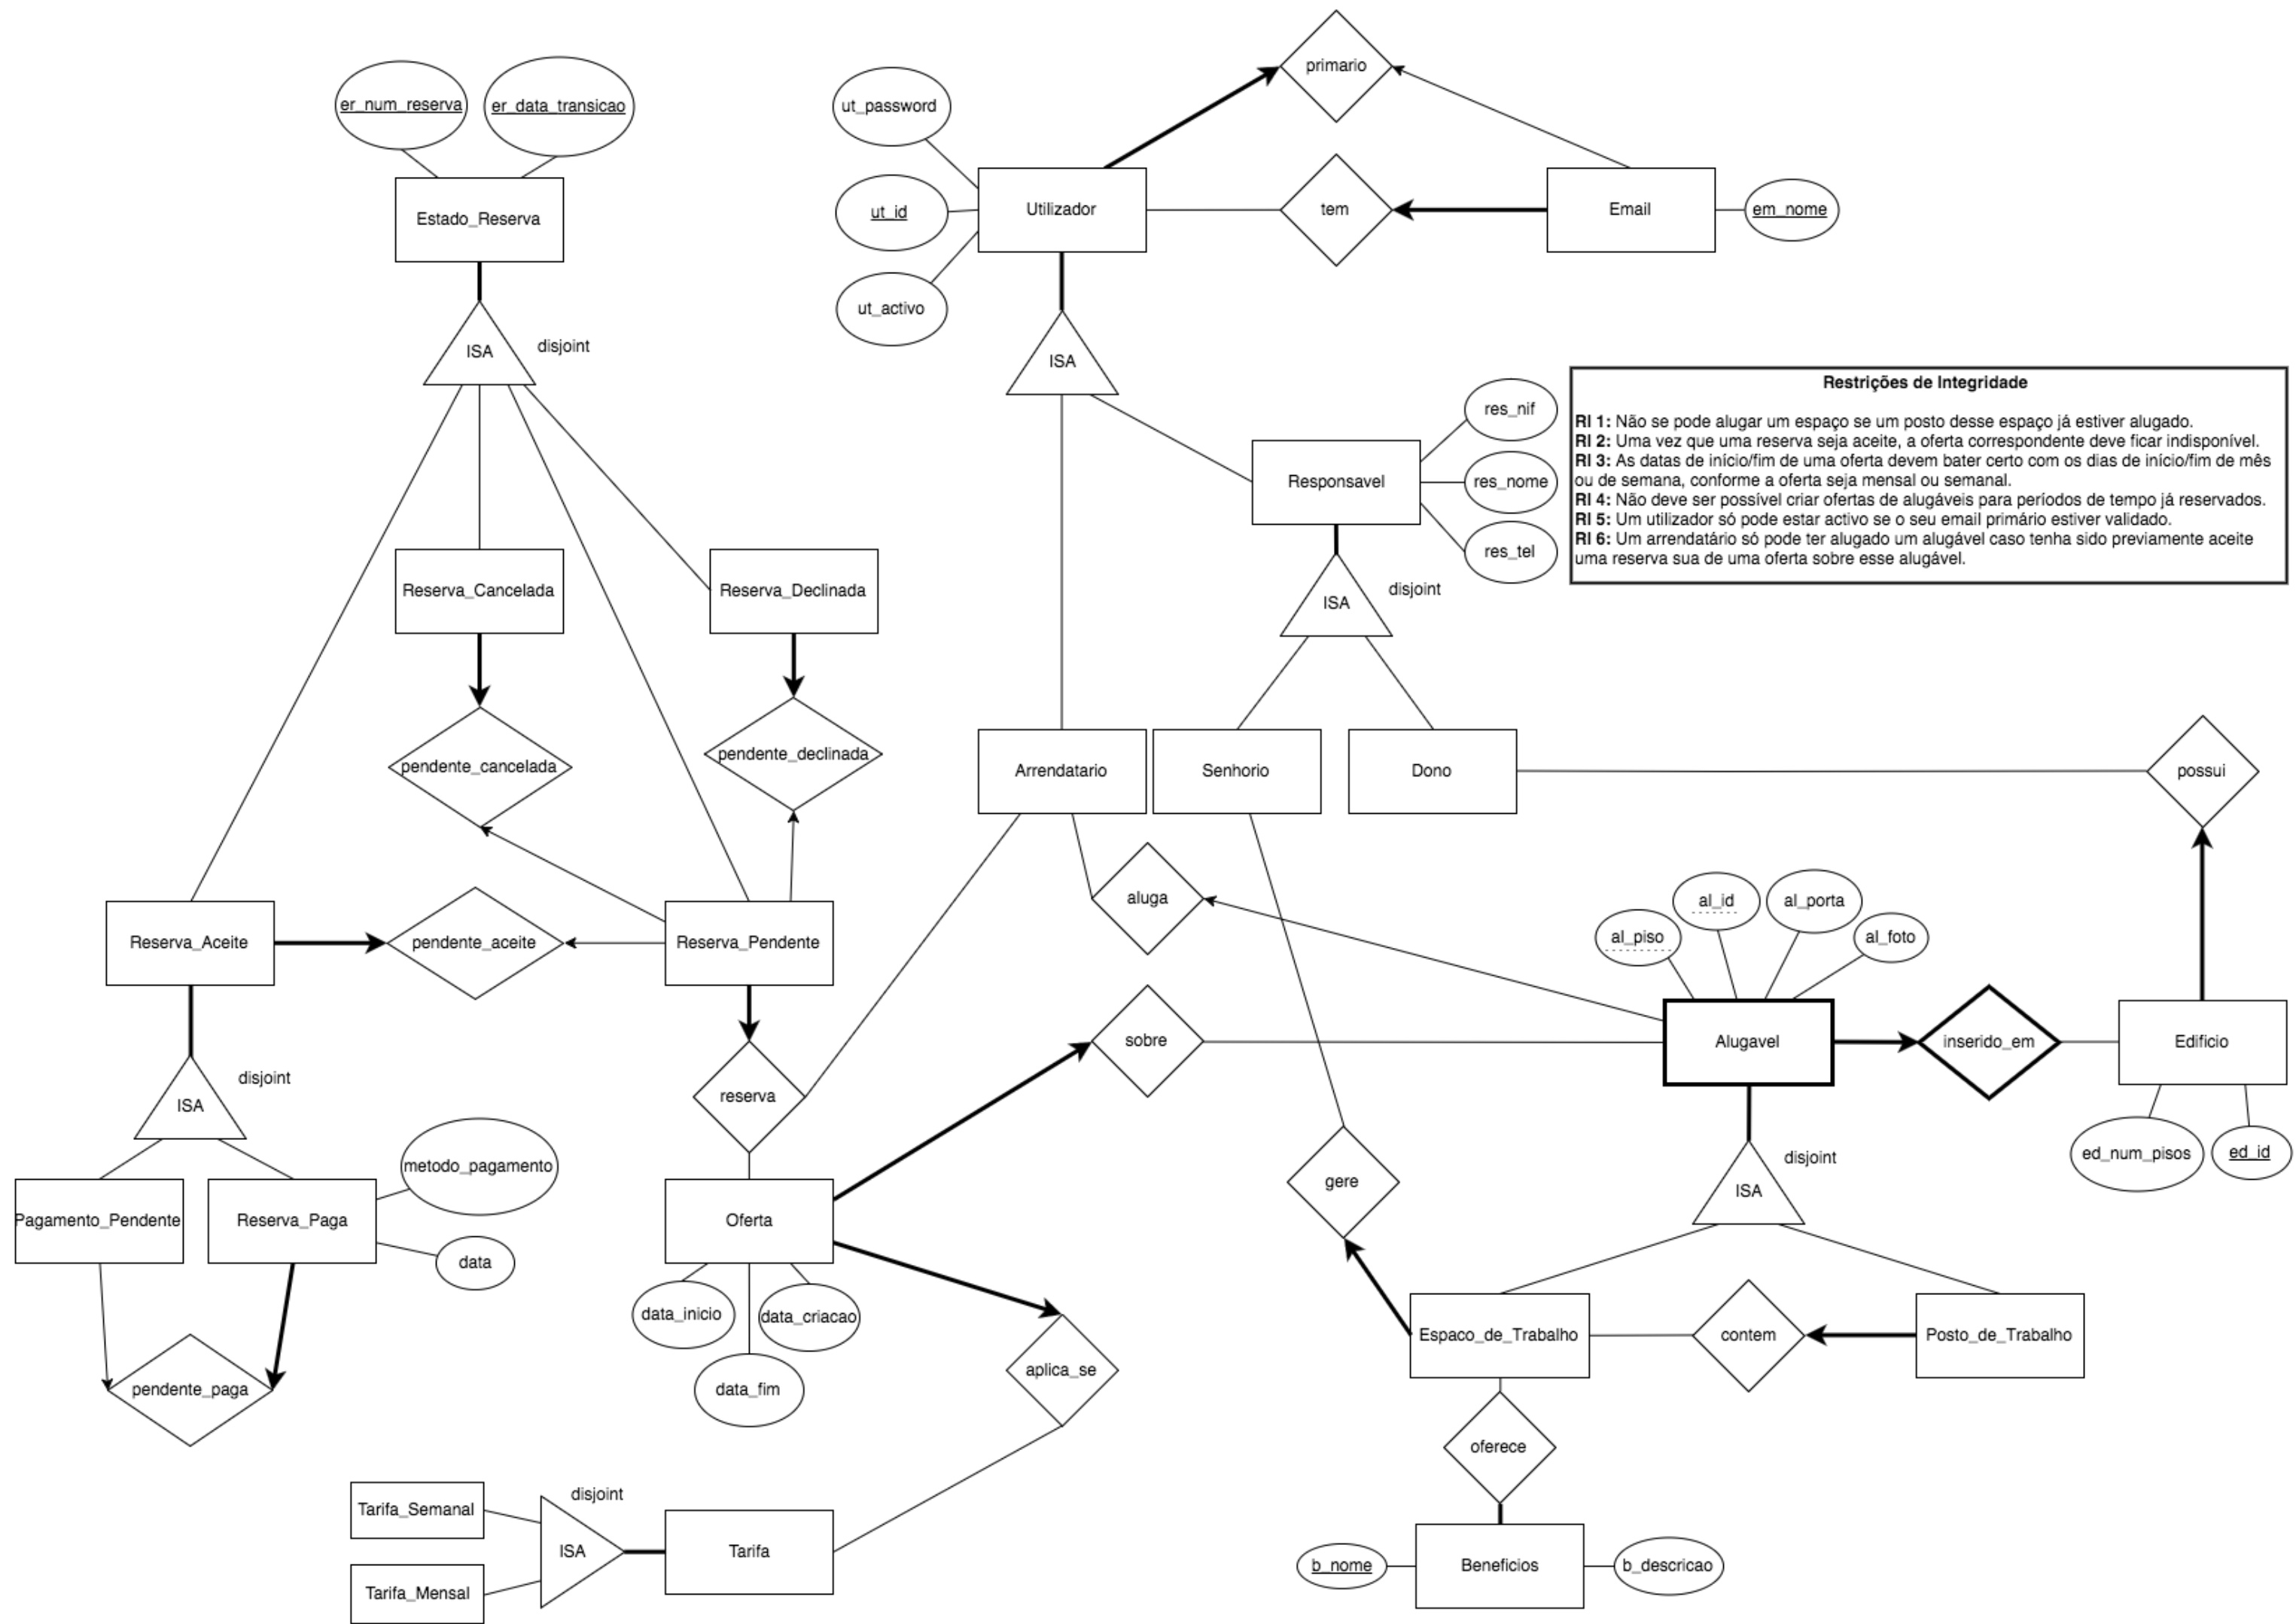 primario
er_num_reserva
er_data_transicao
ut_password
Utilizador
tem
Email
em_nome
ut_id
ut_activo
Estado_Reserva
ISA
disjoint
ISA
Restrições de Integridade
RI 1: Não se pode alugar um espaço se um posto desse espaço já estiver alugado.
RI 2: Uma vez que uma reserva seja aceite, a oferta correspondente deve ficar indisponível.
RI 3: As datas de início/fim de uma oferta devem bater certo com os dias de início/fim de mês
ou de semana, conforme a oferta seja mensal ou semanal.
RI 4: Não deve ser possível criar ofertas de alugáveis para períodos de tempo já reservados.
RI 5: Um utilizador só pode estar activo se o seu email primário estiver validado.
RI 6: Um arrendatário só pode ter alugado um alugável caso tenha sido previamente aceite
uma reserva sua de uma oferta sobre esse alugável.
res_nif
Responsavel
res_nome
res_tel
ISA
disjoint
Reserva_Cancelada
Reserva_Declinada
pendente_cancelada
pendente_declinada
Arrendatario
Senhorio
Dono
possui
aluga
al_piso
al_id
al_porta
al_foto
Reserva_Aceite
pendente_aceite
Reserva_Pendente
sobre
Alugavel
inserido_em
Edificio
ed_num_pisos
ed_id
ISA
disjoint
reserva
gere
ISA
disjoint
metodo_pagamento
Pagamento_Pendente
Reserva_Paga
data
Oferta
data_inicio
data_criacao
data_fim
aplica_se
pendente_paga
Espaco_de_Trabalho
contem
Posto_de_Trabalho
oferece
Tarifa_Semanal
disjoint
ISA
Tarifa
Tarifa_Mensal
b_nome
Beneficios
b_descricao